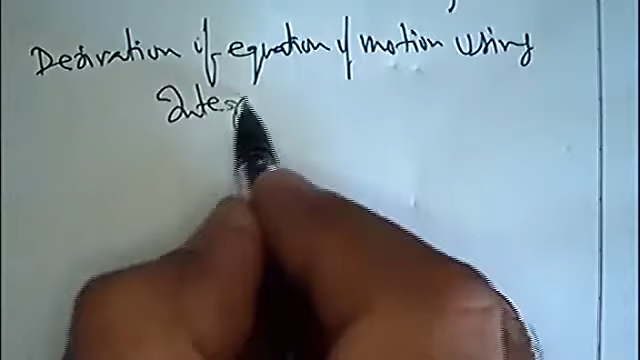 Derivation of equation of motion using
Inte